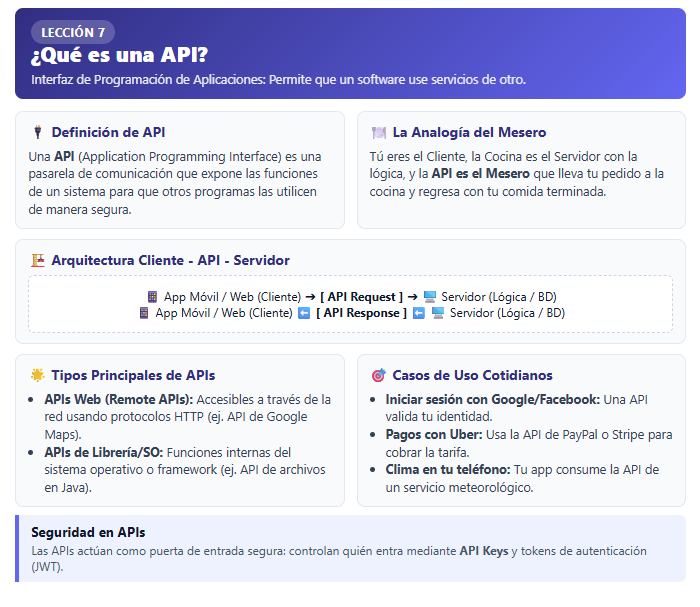 LECCIÓN 7
¿Qué es una API?
Interfaz de Programación de Aplicaciones: Permite que un software use servicios de otro.
Definición de API
Una API (Application Programming Interface) es una
pasarela de comunicación que expone las funciones
de un sistema para que otros programas las utilicen
de manera segura.
La Analogía del Mesero
Tú eres el Cliente, la Cocina es el Servidor con la
lógica, y la API es el Mesero que lleva tu pedido a la
cocina y regresa con tu comida terminada.
Arquitectura Cliente - API - Servidor
App Móvil / Web (Cliente) ➔ [ API Request ] ➔ Servidor (Lógica / BD)
App Móvil / Web (Cliente) ⬅ [ API Response ] ⬅ Servidor (Lógica / BD)
Tipos Principales de APIs
• APIs Web (Remote APIs): Accesibles a través de la
red usando protocolos HTTP (ej. API de Google
Maps).
• APIs de Librería/SO: Funciones internas del
sistema operativo o framework (ej. API de archivos
en Java).
Casos de Uso Cotidianos
• Iniciar sesión con Google/Facebook: Una API
valida tu identidad.
• Pagos con Uber: Usa la API de PayPal o Stripe para
cobrar la tarifa.
• Clima en tu teléfono: Tu app consume la API de
un servicio meteorológico.
Seguridad en APIs
Las APIs actúan como puerta de entrada segura: controlan quién entra mediante API Keys y tokens de autenticación
(JWT).